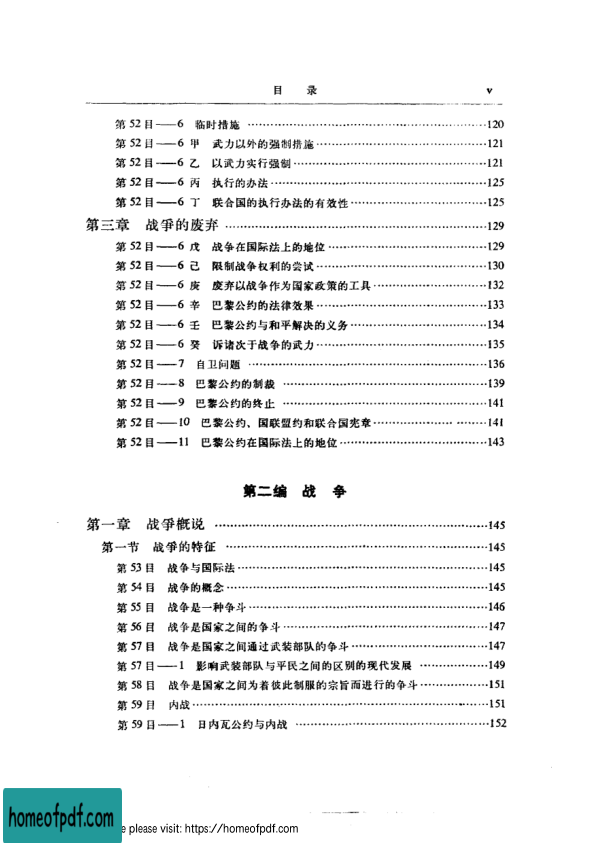 目 录 v
第 52 目——6 临时措施 ……………………120
第 52 目——6 甲 武力以外的强制措施……………………121
第 52 目——6 乙 以武力实行强制……………………121
第 52 目——6 丙 执行的办法……………………125
第 52 目——6 丁 联合国的执行办法的有效性……………………125
第三章 战争的废弃 ……………………129
第 52 目——6 戊 战争在国际法上的地位……………………129
第 52 目——6 己 限制战争权利的尝试……………………130
第 52 目——6 庚 废弃以战争作为国家政策的工具……………………132
第 52 目——6 辛 巴黎公约的法律效果……………………133
第 52 目——6 壬 巴黎公约与和平解决的义务……………………134
第 52 目——6 癸 诉诸次于战争的武力……………………135
第 52 目——7 自卫问题 ……………………136
第 52 目——8 巴黎公约的制裁 ……………………139
第 52 目——9 巴黎公约的终止 ……………………141
第 52 目——10 巴黎公约、国联盟约和联合国宪章……………………141
第 52 目——11 巴黎公约在国际法上的地位……………………143
第二编 战 争
第一章 战争概说 ……………………145
第一节 战争的特征 ……………………145
第 53 目 战争与国际法……………………145
第 54 目 战争的概念……………………145
第 55 目 战争是一种争斗……………………146
第 56 目 战争是国家之间的争斗……………………147
第 57 目 战争是国家之间通过武装部队的争斗……………………147
第 57 目——1 影响武装部队与平民之间的区别的现代发展 ……………………149
第 58 目 战争是国家之间为着彼此制服的宗旨而进行的争斗……………………151
第 59 目 内战……………………151
第 59 目——1 日内瓦公约与内战 ……………………152
homeofpdf.com
e please visit: https://homeofpdf.com